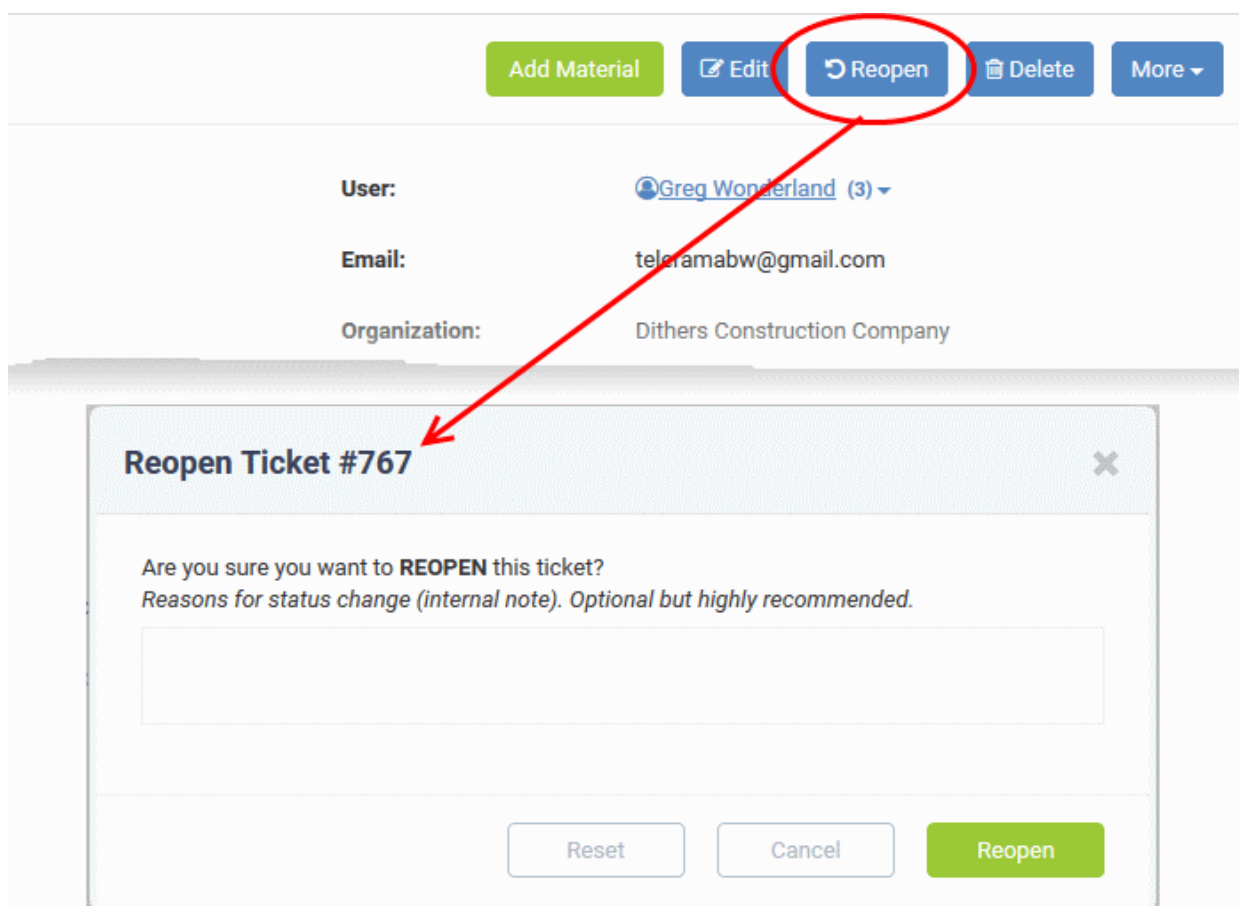 Add Material Edit Reopen Delete More
User: Greg Wonderland (3)
Email: teleramabw@gmail.com
Organization: Dithers Construction Company
Reopen Ticket #767
Are you sure you want to REOPEN this ticket?
Reasons for status change (internal note). Optional but highly recommended.
Reset Cancel Reopen